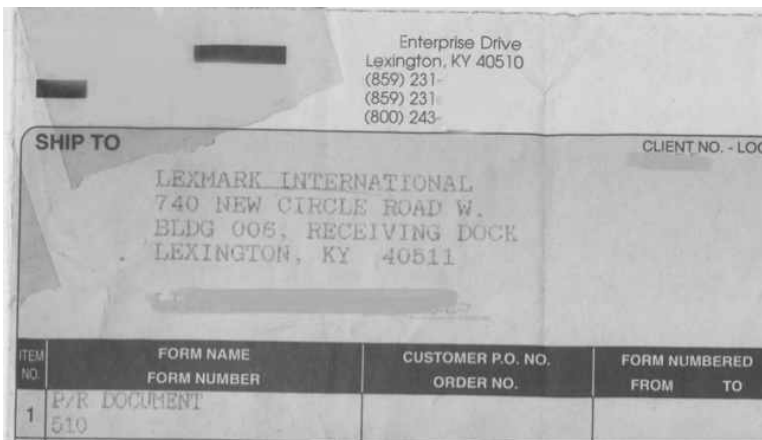 Enterprise Drive
Lexington, KY 40510
(859) 231-
(859) 231-
(800) 243-
SHIP TO
CLIENT NO. - LOC
LEXMARK INTERNATIONAL
740 NEW CIRCLE ROAD W.
BLDG 006, RECEIVING DOCK
LEXINGTON, KY 40511
ITEM NO.
FORM NAME
FORM NUMBER
CUSTOMER P.O. NO.
ORDER NO.
FORM NUMBERED
FROM TO
1 P/R DOCUMENT
510